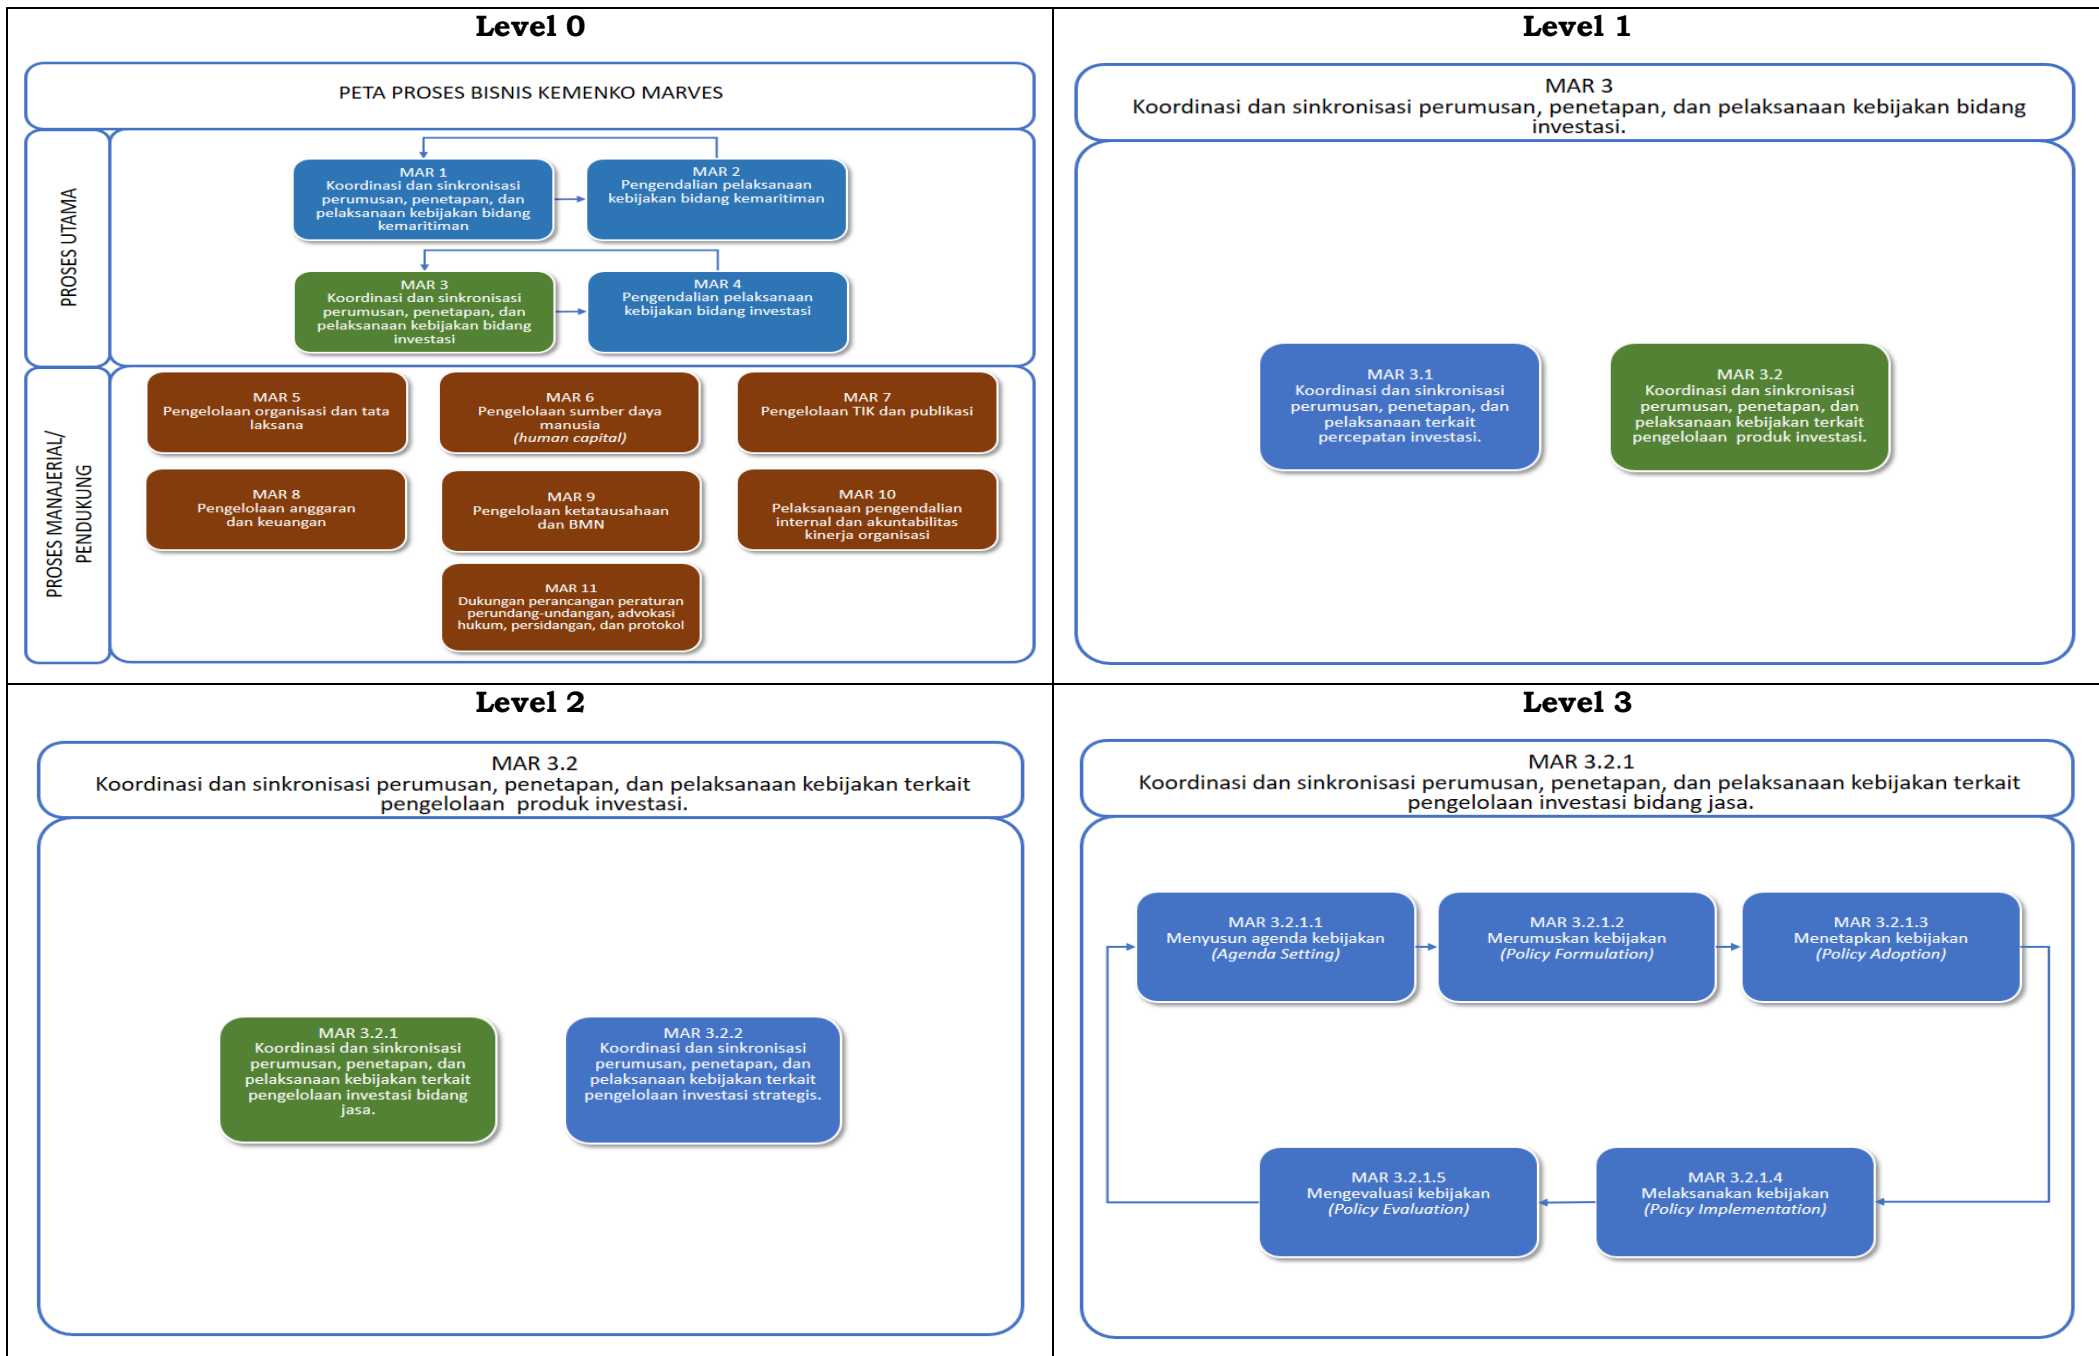 Level 0
PETA PROSES BISNIS KEMENKO MARVES
PROSES UTAMA
MAR 1
Koordinasi dan sinkronisasi
perumusan, penetapan, dan
pelaksanaan kebijakan bidang
kemaritiman
MAR 2
Pengendalian pelaksanaan
kebijakan bidang kemaritiman
MAR 3
Koordinasi dan sinkronisasi
perumusan, penetapan, dan
pelaksanaan kebijakan bidang
investasi
MAR 4
Pengendalian pelaksanaan
kebijakan bidang investasi
PROSES MANAJERIAL/
PENDUKUNG
MAR 5
Pengelolaan organisasi dan tata
laksana
MAR 6
Pengelolaan sumber daya
manusia
(human capital)
MAR 7
Pengelolaan TIK dan publikasi
MAR 8
Pengelolaan anggaran
dan keuangan
MAR 9
Pengelolaan ketatausahaan
dan BMN
MAR 10
Pelaksanaan pengendalian
internal dan akuntabilitas
kinerja organisasi
MAR 11
Dukungan perancangan peraturan
perundang-undangan, advokasi
hukum, persidangan, dan protokol
Level 1
MAR 3
Koordinasi dan sinkronisasi perumusan, penetapan, dan pelaksanaan kebijakan bidang
investasi.
MAR 3.1
Koordinasi dan sinkronisasi
perumusan, penetapan, dan
pelaksanaan terkait
percepatan investasi.
MAR 3.2
Koordinasi dan sinkronisasi
perumusan, penetapan, dan
pelaksanaan kebijakan terkait
pengelolaan produk investasi.
Level 2
MAR 3.2
Koordinasi dan sinkronisasi perumusan, penetapan, dan pelaksanaan kebijakan terkait
pengelolaan produk investasi.
MAR 3.2.1
Koordinasi dan sinkronisasi
perumusan, penetapan, dan
pelaksanaan kebijakan terkait
pengelolaan investasi bidang
jasa.
MAR 3.2.2
Koordinasi dan sinkronisasi
perumusan, penetapan, dan
pelaksanaan kebijakan terkait
pengelolaan investasi strategis.
Level 3
MAR 3.2.1
Koordinasi dan sinkronisasi perumusan, penetapan, dan pelaksanaan kebijakan terkait
pengelolaan investasi bidang jasa.
MAR 3.2.1.1
Menyusun agenda kebijakan
(Agenda Setting)
MAR 3.2.1.2
Merumuskan kebijakan
(Policy Formulation)
MAR 3.2.1.3
Menetapkan kebijakan
(Policy Adoption)
MAR 3.2.1.5
Mengevaluasi kebijakan
(Policy Evaluation)
MAR 3.2.1.4
Melaksanakan kebijakan
(Policy Implementation)